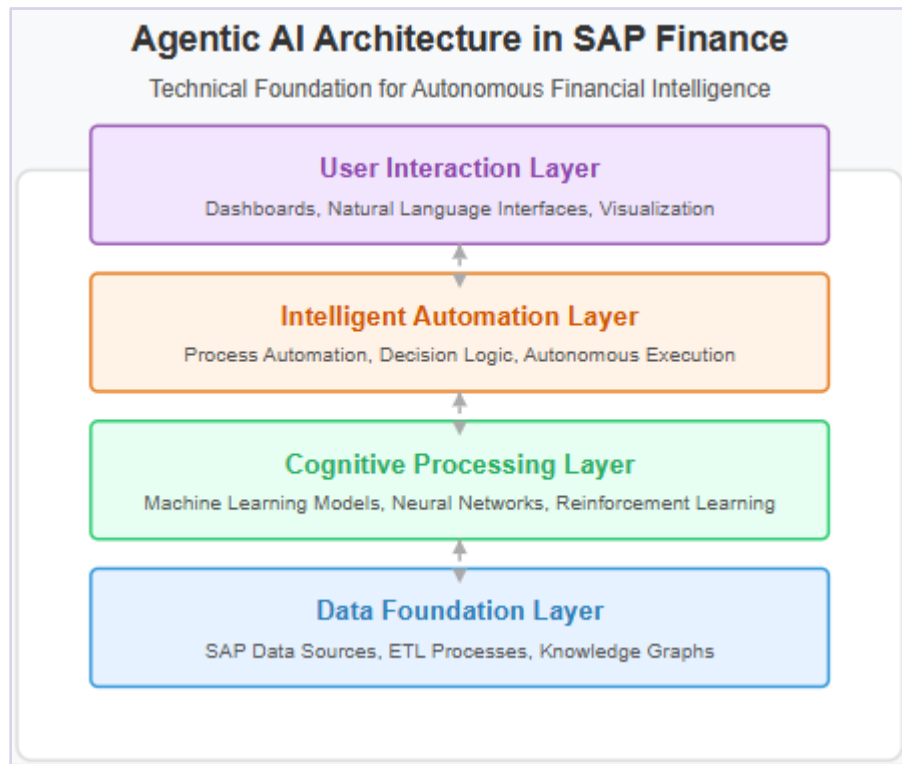 Agentic AI Architecture in SAP Finance
Technical Foundation for Autonomous Financial Intelligence
User Interaction Layer
Dashboards, Natural Language Interfaces, Visualization
Intelligent Automation Layer
Process Automation, Decision Logic, Autonomous Execution
Cognitive Processing Layer
Machine Learning Models, Neural Networks, Reinforcement Learning
Data Foundation Layer
SAP Data Sources, ETL Processes, Knowledge Graphs